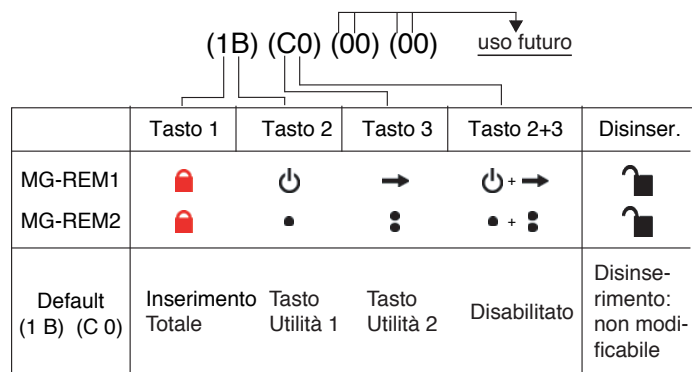 (1B) (C0) (00) (00) uso futuro
Tasto 1 Tasto 2 Tasto 3 Tasto 2+3 Disinser.
MG-REM1 + 
MG-REM2 + 
Default (1 B) (C 0)
Inserimento Totale
Tasto Utilità 1
Tasto Utilità 2
Disabilitato
Disinse-
rimento:
non modi-
ficabile